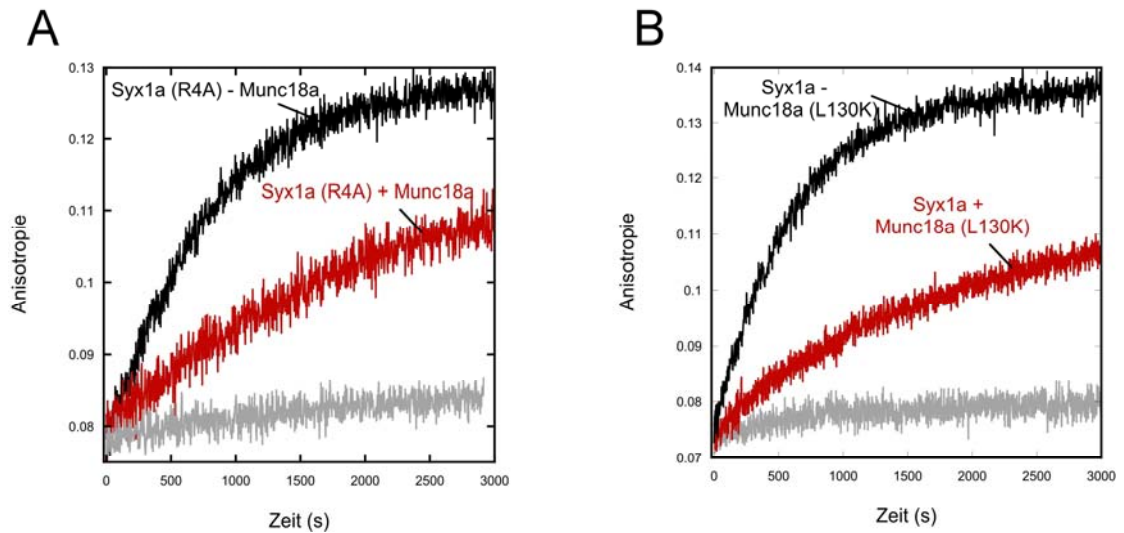 A
0.13
0.12
0.11
0.1
0.09
0.08
Anisotropie
Syx1a (R4A) - Munc18a
Syx1a (R4A) + Munc18a
0 500 1000 1500 2000 2500 3000
Zeit (s)
B
0.14
0.13
0.12
0.110
0.1
0.09
0.08
0.07
Anisotropie
Syx1a -
Munc18a (L130K)
Syx1a +
Munc18a (L130K)
0 500 1000 1500 2000 2500 3000
Zeit (s)